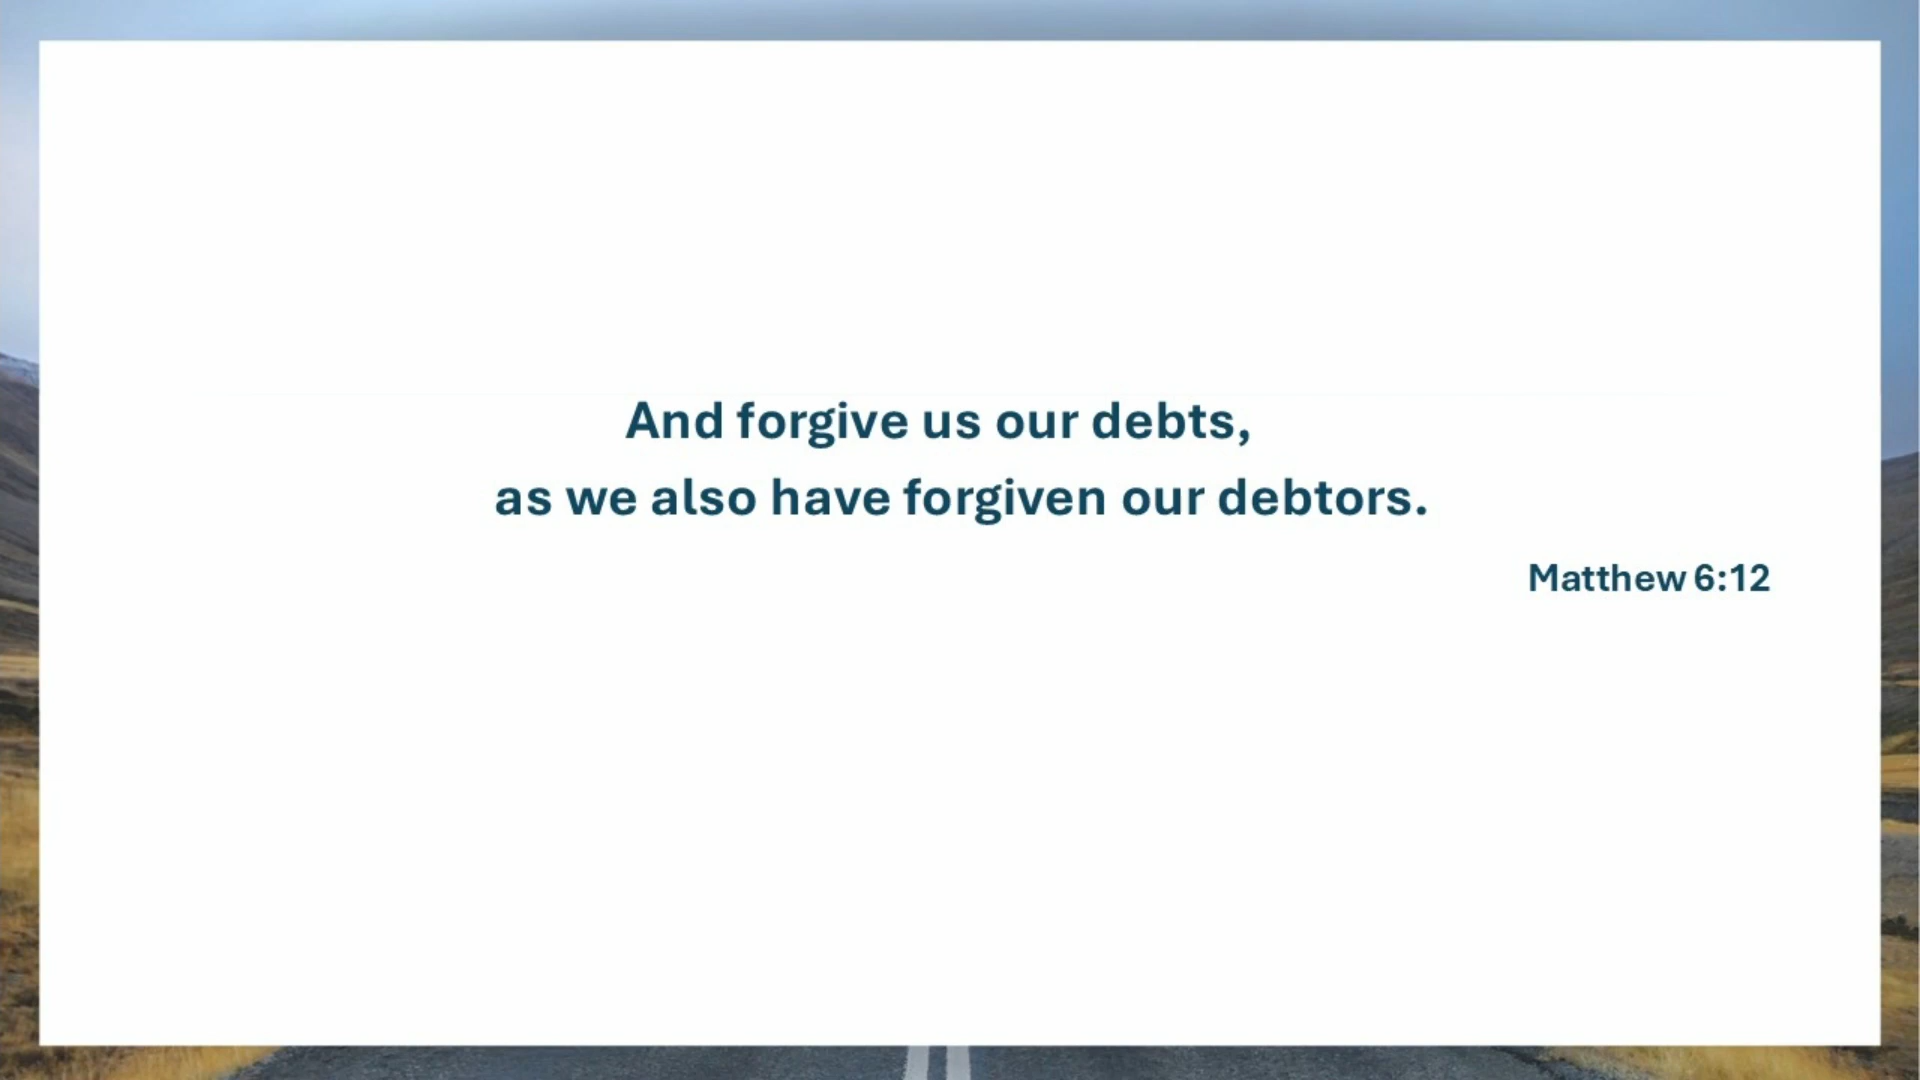 And forgive us our debts,
as we also have forgiven our debtors.
Matthew 6:12